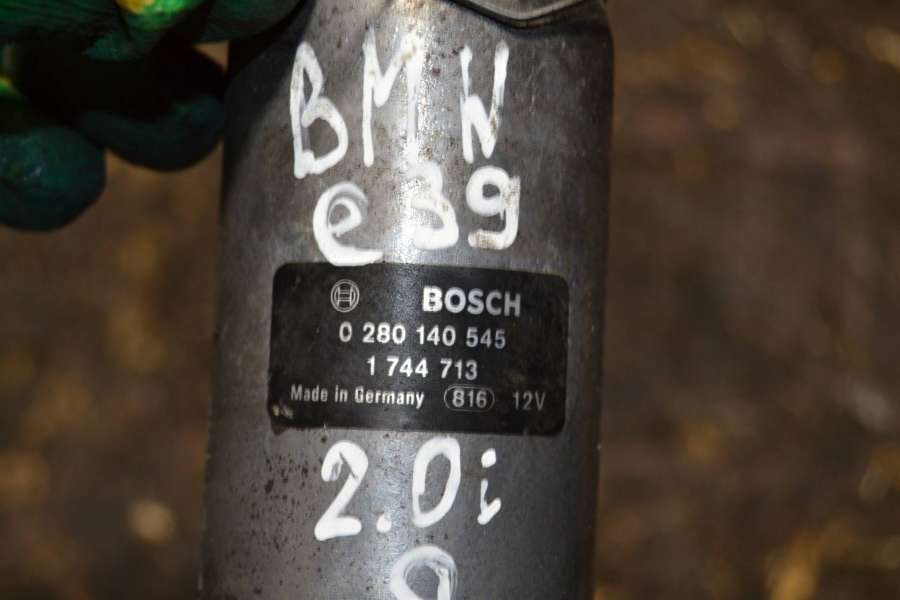 BMW
e39
BOSCH
0 280 140 545
1 744 713
Made in Germany 816 12V
2.0i